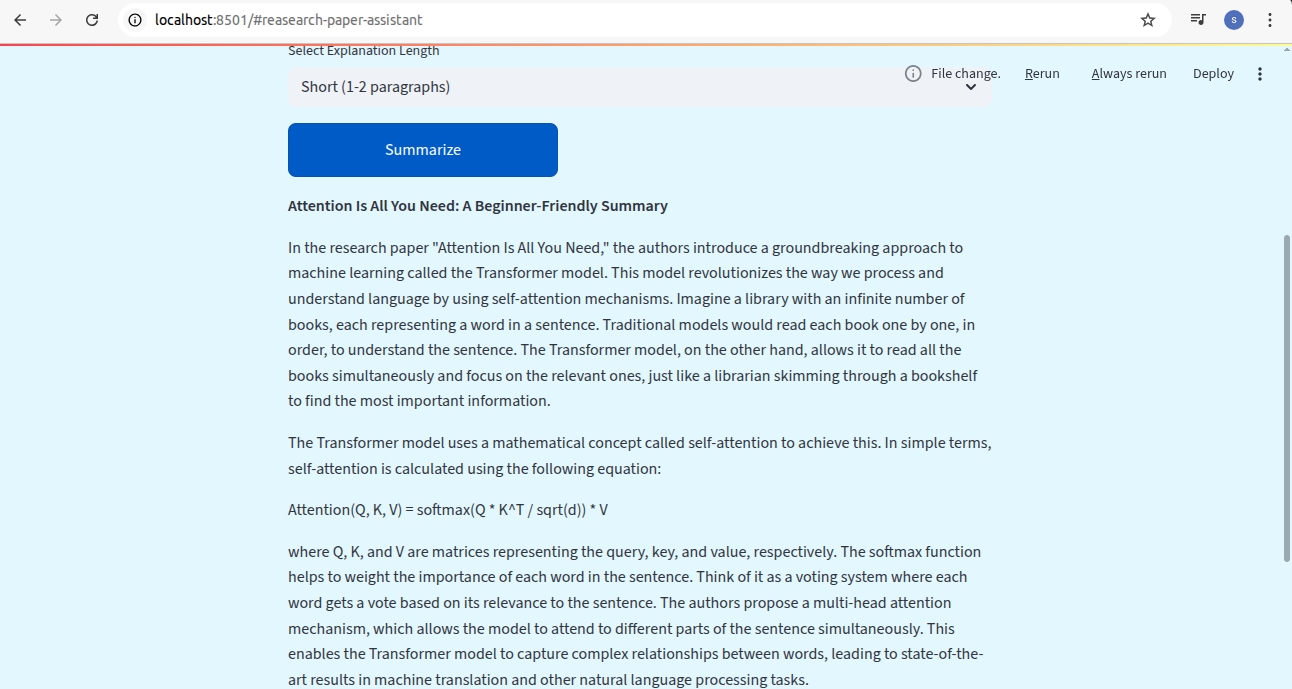 localhost:8501/#reasearch-paper-assistant
S
Select Explanation Length
File change.
Rerun
Always rerun
Deploy
Short (1-2 paragraphs)
Summarize
Attention Is All You Need: A Beginner-Friendly Summary
In the research paper "Attention Is All You Need," the authors introduce a groundbreaking approach to
machine learning called the Transformer model. This model revolutionizes the way we process and
understand language by using self-attention mechanisms. Imagine a library with an infinite number of
books, each representing a word in a sentence. Traditional models would read each book one by one, in
order, to understand the sentence. The Transformer model, on the other hand, allows it to read all the
books simultaneously and focus on the relevant ones, just like a librarian skimming through a bookshelf
to find the most important information.
The Transformer model uses a mathematical concept called self-attention to achieve this. In simple terms,
self-attention is calculated using the following equation:
Attention(Q, K, V) = softmax(Q * K^T / sqrt(d)) * V
where Q, K, and V are matrices representing the query, key, and value, respectively. The softmax function
helps to weight the importance of each word in the sentence. Think of it as a voting system where each
word gets a vote based on its relevance to the sentence. The authors propose a multi-head attention
mechanism, which allows the model to attend to different parts of the sentence simultaneously. This
enables the Transformer model to capture complex relationships between words, leading to state-of-the-
art results in machine translation and other natural language processing tasks.